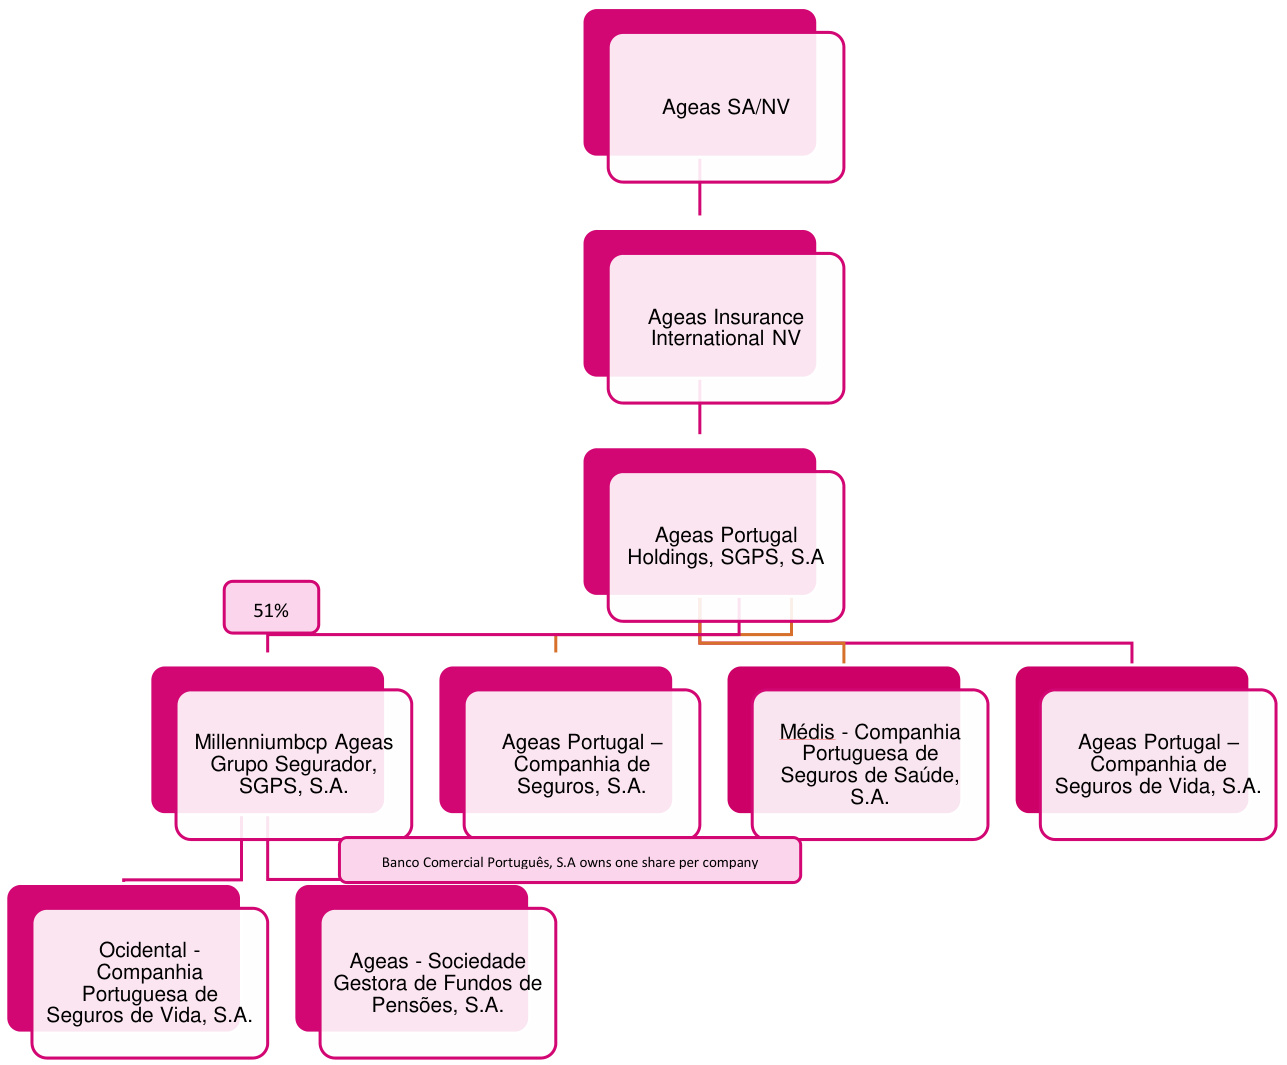 Ageas SA/NV
Ageas Insurance
International NV
Ageas Portugal
Holdings, SGPS, S.A
51%
Millenniumbcp Ageas
Grupo Segurador,
SGPS, S.A.
Ageas Portugal –
Companhia de
Seguros, S.A.
Médis - Companhia
Portuguesa de
Seguros de Saúde,
S.A.
Ageas Portugal –
Companhia de
Seguros de Vida, S.A.
Banco Comercial Português, S.A owns one share per company
Ocidental -
Companhia
Portuguesa de
Seguros de Vida, S.A.
Ageas - Sociedade
Gestora de Fundos de
Pensões, S.A.